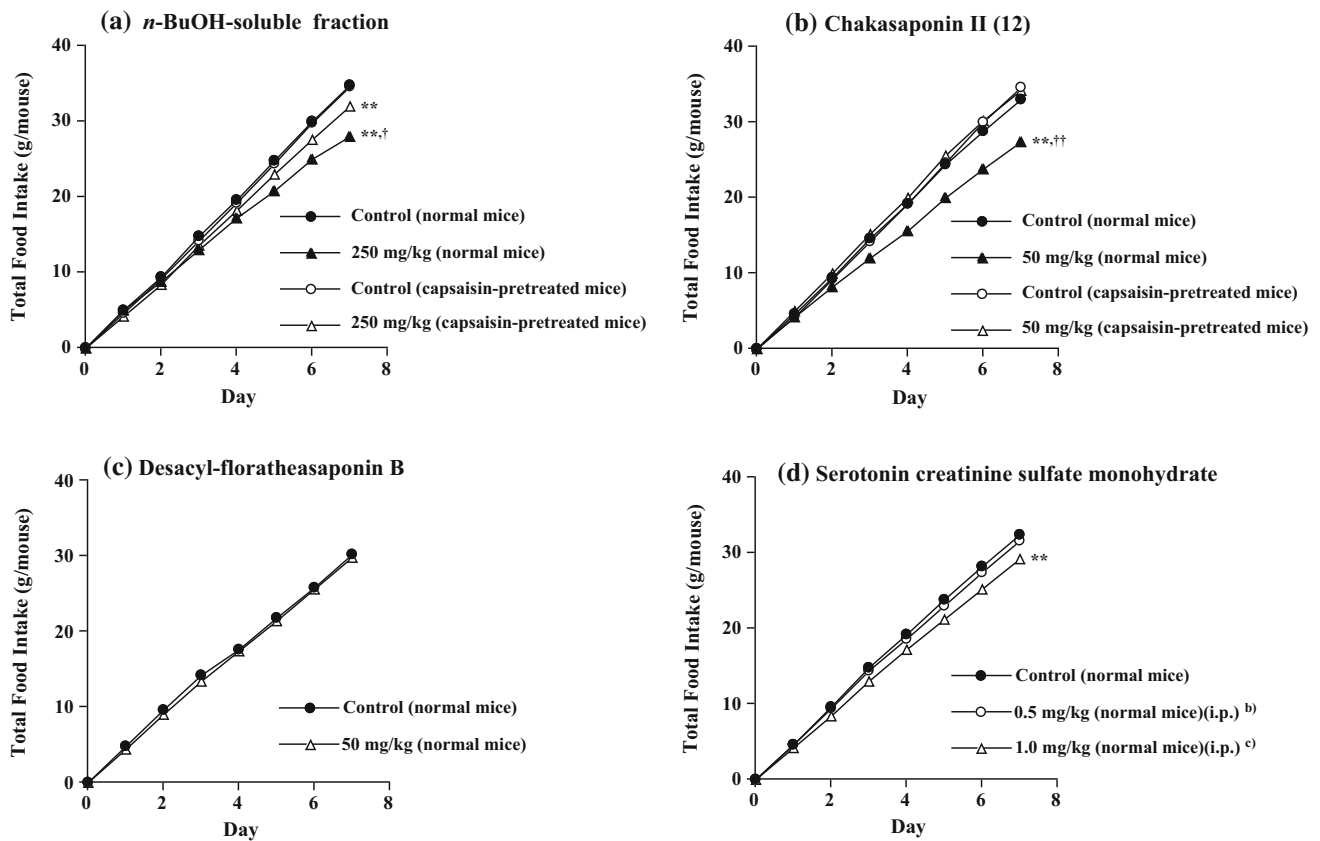 (a) n-BuOH-soluble fraction
Total Food Intake (g/mouse)
40
30
20
10
0
**
**,†
Control (normal mice)
250 mg/kg (normal mice)
Control (capsaisin-pretreated mice)
250 mg/kg (capsaisin-pretreated mice)
0 2 4 6 8
Day
(b) Chakasaponin II (12)
Total Food Intake (g/mouse)
40
30
20
10
0
**,††
Control (normal mice)
50 mg/kg (normal mice)
Control (capsaisin-pretreated mice)
50 mg/kg (capsaisin-pretreated mice)
0 2 4 6 8
Day
(c) Desacyl-floratheasaponin B
Total Food Intake (g/mouse)
40
30
20
10
0
Control (normal mice)
50 mg/kg (normal mice)
0 2 4 6 8
Day
(d) Serotonin creatinine sulfate monohydrate
Total Food Intake (g/mouse)
40
30
20
10
0
**
Control (normal mice)
0.5 mg/kg (normal mice)(i.p.) b)
1.0 mg/kg (normal mice)(i.p.) c)
0 2 4 6 8
Day